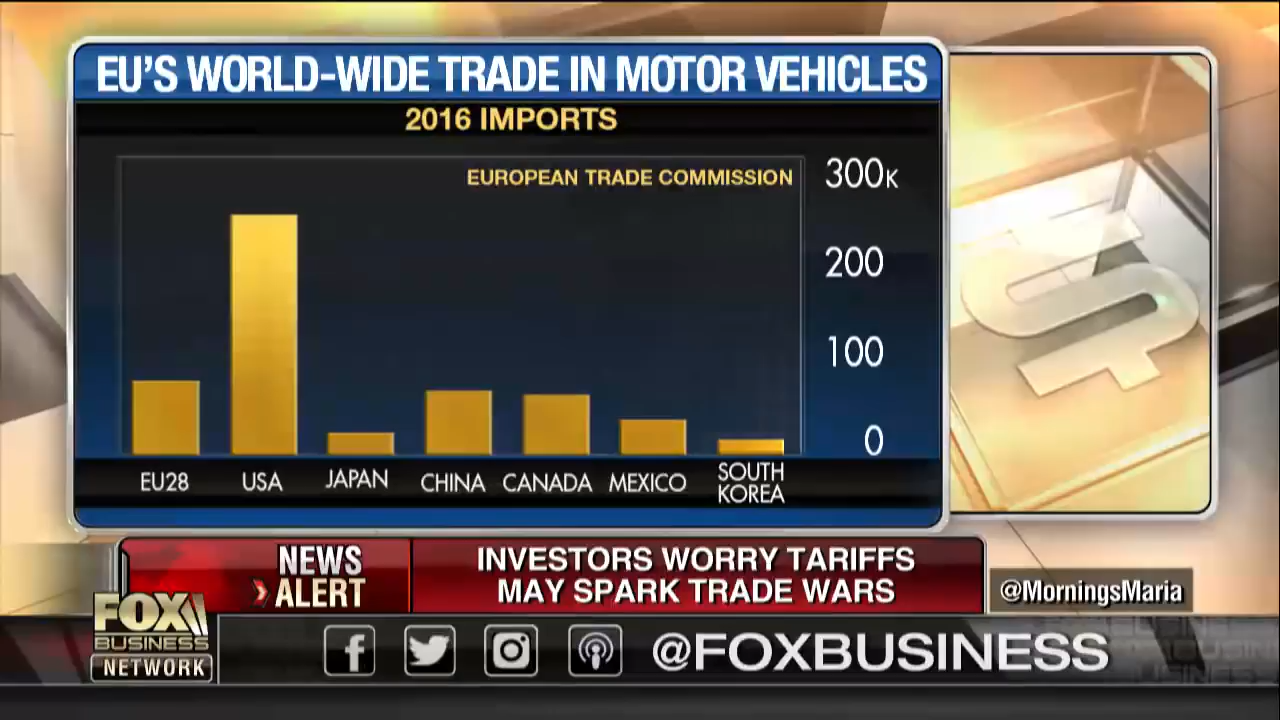 EU'S WORLD-WIDE TRADE IN MOTOR VEHICLES
2016 IMPORTS
EUROPEAN TRADE COMMISSION
300K
200
100
0
EU28 USA JAPAN CHINA CANADA MEXICO SOUTH KOREA
NEWS ALERT
INVESTORS WORRY TARIFFS
MAY SPARK TRADE WARS
@MorningsMaria
FOX
BUSINESS
NETWORK
@FOXBUSINESS